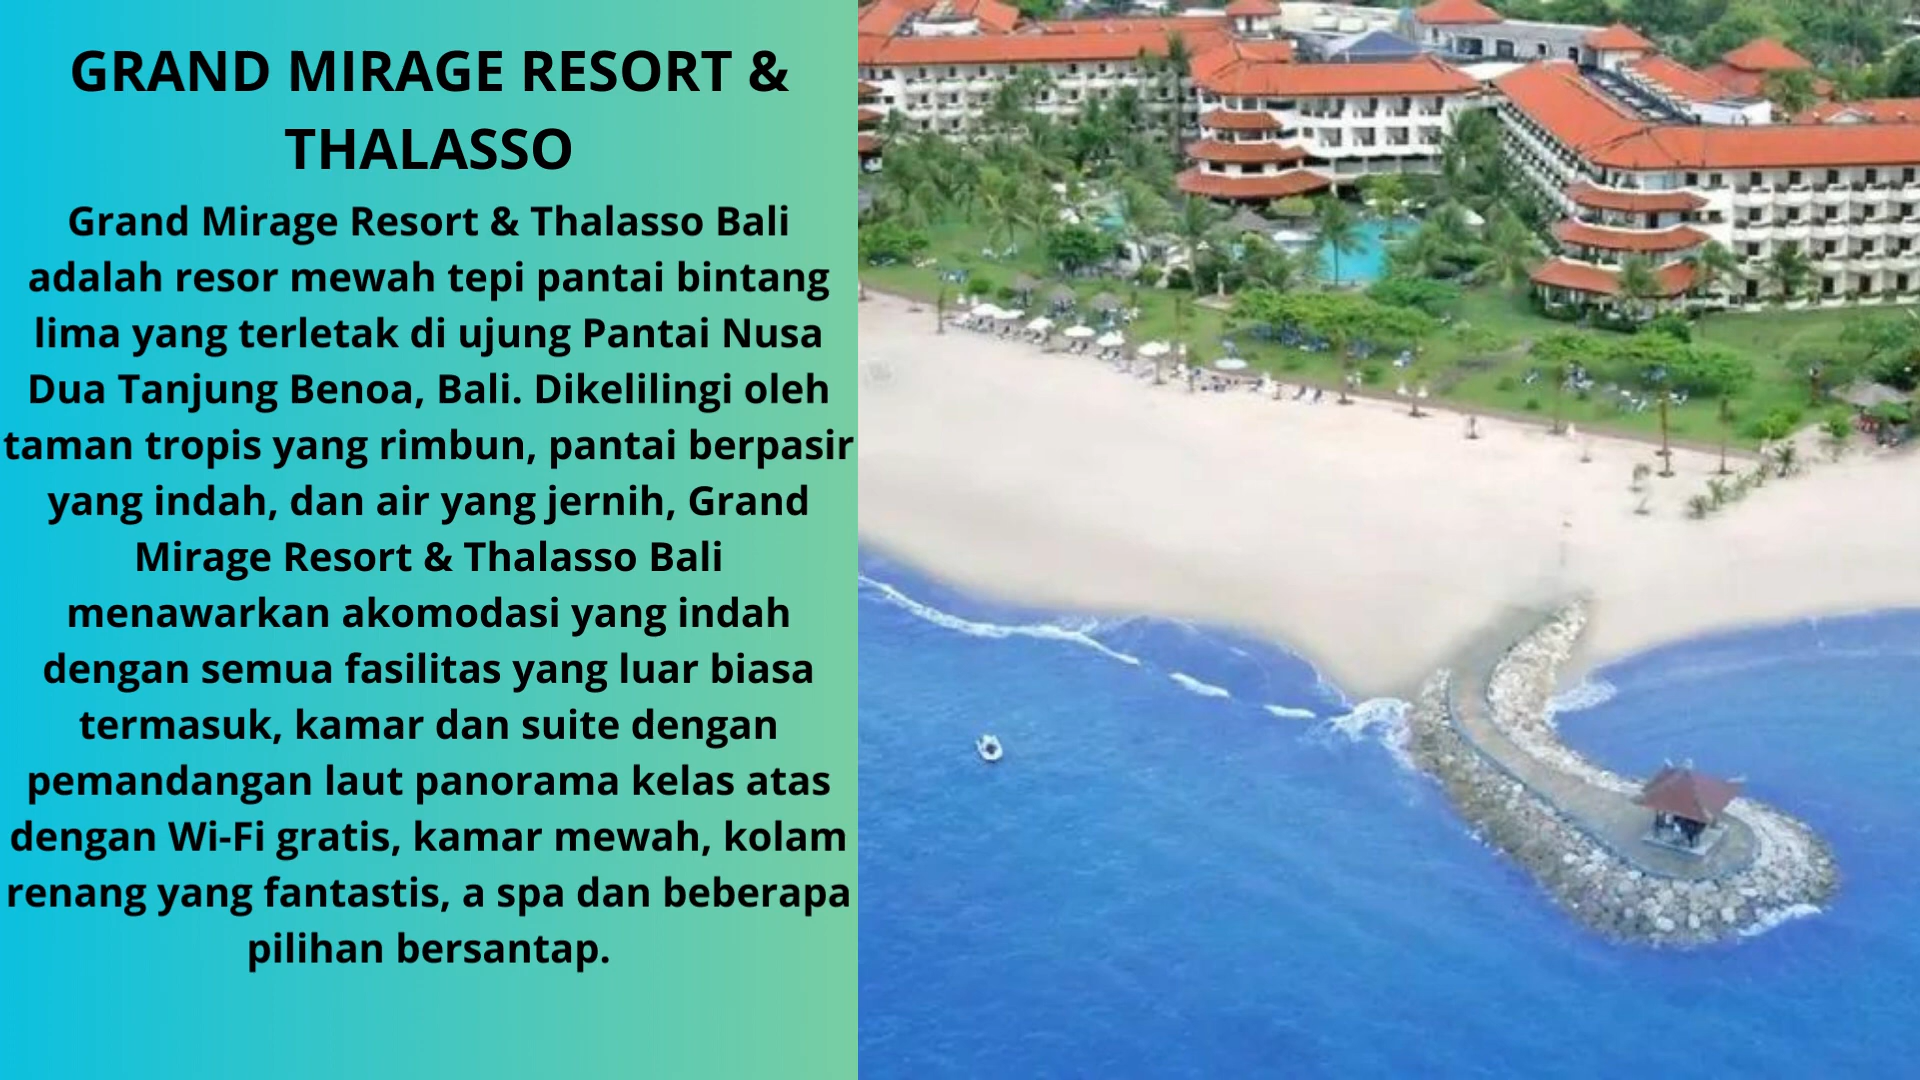 GRAND MIRAGE RESORT &
THALASSO
Grand Mirage Resort & Thalasso Bali
adalah resor mewah tepi pantai bintang
lima yang terletak di ujung Pantai Nusa
Dua Tanjung Benoa, Bali. Dikelilingi oleh
taman tropis yang rimbun, pantai berpasir
yang indah, dan air yang jernih, Grand
Mirage Resort & Thalasso Bali
menawarkan akomodasi yang indah
dengan semua fasilitas yang luar biasa
termasuk, kamar dan suite dengan
pemandangan laut panorama kelas atas
dengan Wi-Fi gratis, kamar mewah, kolam
renang yang fantastis, a spa dan beberapa
pilihan bersantap.